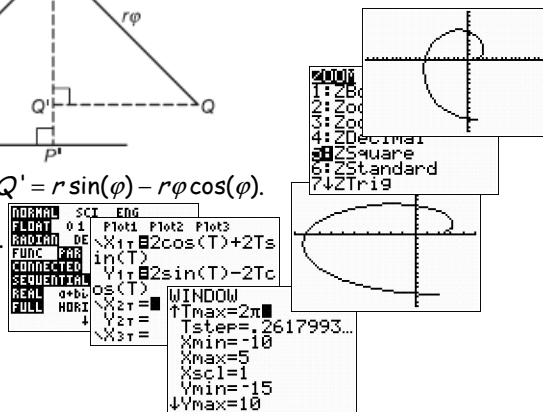 rφ
Q'
Q
P'
Q' = r sin(φ) − rφ cos(φ).
ZOOM
1:ZB
2:Zoo
3:Zoo
4:ZDecimal
5:ZSquare
6:ZStandard
7↓ZTrig
NORMAL SCI ENG
FLOAT 0 1
RADIAN DE
FUNC PAR
CONNECTED
SEQUENTIAL
REAL a+bi
FULL HORI
↓
Plot1 Plot2 Plot3
\X1T=2cos(T)+2Ts
in(T)
Y1T=2sin(T)-2Tc
os(T)
\X2T=
Y2T=
\X3T=
WINDOW
↑Tmax=2π
Tstep=.2617993…
Xmin=-10
Xmax=5
Xscl=1
Ymin=-15
↓Ymax=10